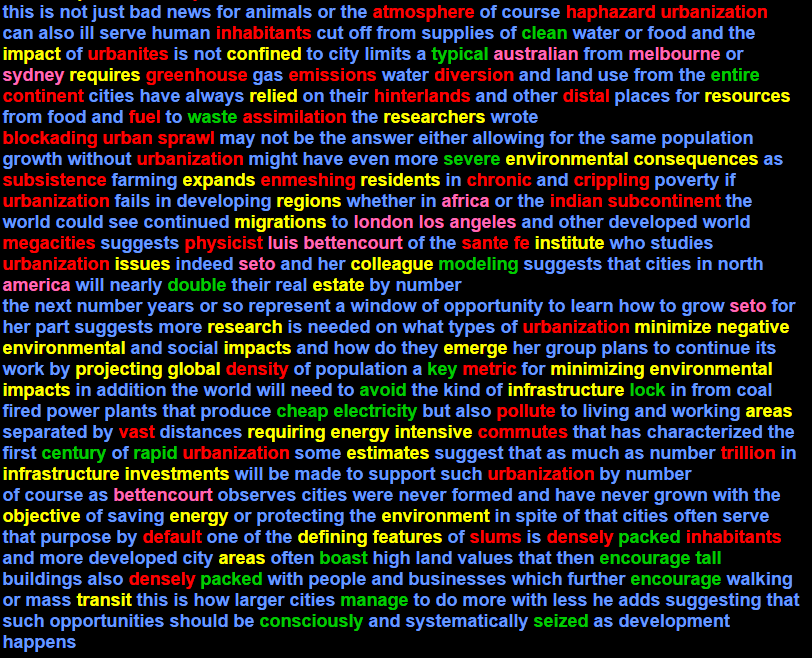 this is not just bad news for animals or the atmosphere of course haphazard urbanization
can also ill serve human inhabitants cut off from supplies of clean water or food and the
impact of urbanites is not confined to city limits a typical australian from melbourne or
sydney requires greenhouse gas emissions water diversion and land use from the entire
continent cities have always relied on their hinterlands and other distal places for resources
from food and fuel to waste assimilation the researchers wrote
blockading urban sprawl may not be the answer either allowing for the same population
growth without urbanization might have even more severe environmental consequences as
subsistence farming expands enmeshing residents in chronic and crippling poverty if
urbanization fails in developing regions whether in africa or the indian subcontinent the
world could see continued migrations to london los angeles and other developed world
megacities suggests physicist luis bettencourt of the sante fe institute who studies
urbanization issues indeed seto and her colleague modeling suggests that cities in north
america will nearly double their real estate by number
the next number years or so represent a window of opportunity to learn how to grow seto for
her part suggests more research is needed on what types of urbanization minimize negative
environmental and social impacts and how do they emerge her group plans to continue its
work by projecting global density of population a key metric for minimizing environmental
impacts in addition the world will need to avoid the kind of infrastructure lock in from coal
fired power plants that produce cheap electricity but also pollute to living and working areas
separated by vast distances requiring energy intensive commutes that has characterized the
first century of rapid urbanization some estimates suggest that as much as number trillion in
infrastructure investments will be made to support such urbanization by number
of course as bettencourt observes cities were never formed and have never grown with the
objective of saving energy or protecting the environment in spite of that cities often serve
that purpose by default one of the defining features of slums is densely packed inhabitants
and more developed city areas often boast high land values that then encourage tall
buildings also densely packed with people and businesses which further encourage walking
or mass transit this is how larger cities manage to do more with less he adds suggesting that
such opportunities should be consciously and systematically seized as development
happens